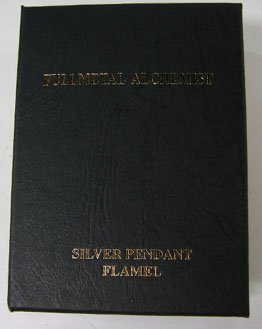 FULLMETAL ALCHEMIST
SILVER PENDANT
FLAMEL